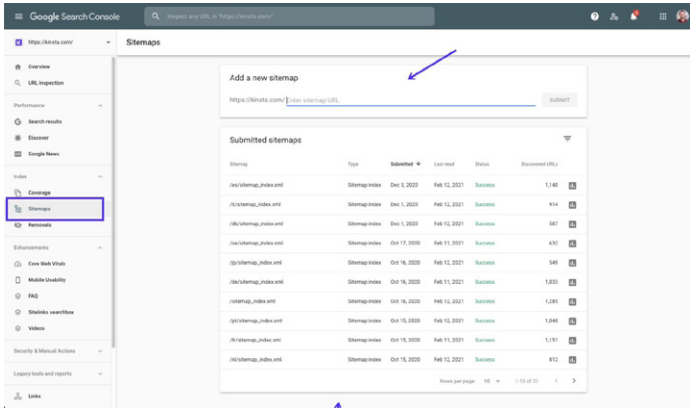 Google Search Console
Inspect any URL in "https://kinsta.com/"
https://kinsta.com/
Sitemaps
Overview
URL inspection
Performance
Search results
Discover
Google News
Index
Coverage
Sitemaps
Removals
Enhancements
Core Web Vitals
Mobile Usability
FAQ
Sitelinks searchbox
Videos
Security & Manual Actions
Legacy tools and reports
Links
Add a new sitemap
https://kinsta.com/ Enter sitemap URL
SUBMIT
Submitted sitemaps
Sitemap Type Submitted Last read Status Discovered URLs
/es/sitemap_index.xml Sitemap index Dec 3, 2020 Feb 12, 2021 Success 1,140
/it/sitemap_index.xml Sitemap index Dec 1, 2020 Feb 12, 2021 Success 914
/dk/sitemap_index.xml Sitemap index Dec 1, 2020 Feb 12, 2021 Success 587
/se/sitemap_index.xml Sitemap index Oct 17, 2020 Feb 11, 2021 Success
/jp/sitemap_index.xml Sitemap index Oct 16, 2020 Feb 12, 2021 Success 549
/de/sitemap_index.xml Sitemap index Oct 16, 2020 Feb 11, 2021 Success 1,033
/sitemap_index.xml Sitemap index Oct 16, 2020 Feb 12, 2021 Success 1,285
/pt/sitemap_index.xml Sitemap index Oct 15, 2020 Feb 12, 2021 Success 1,048
/fr/sitemap_index.xml Sitemap index Oct 15, 2020 Feb 11, 2021 Success 1,151
/nl/sitemap_index.xml Sitemap index Oct 15, 2020 Feb 12, 2021 Success 812
Rows per page: 10 1-10 of 21